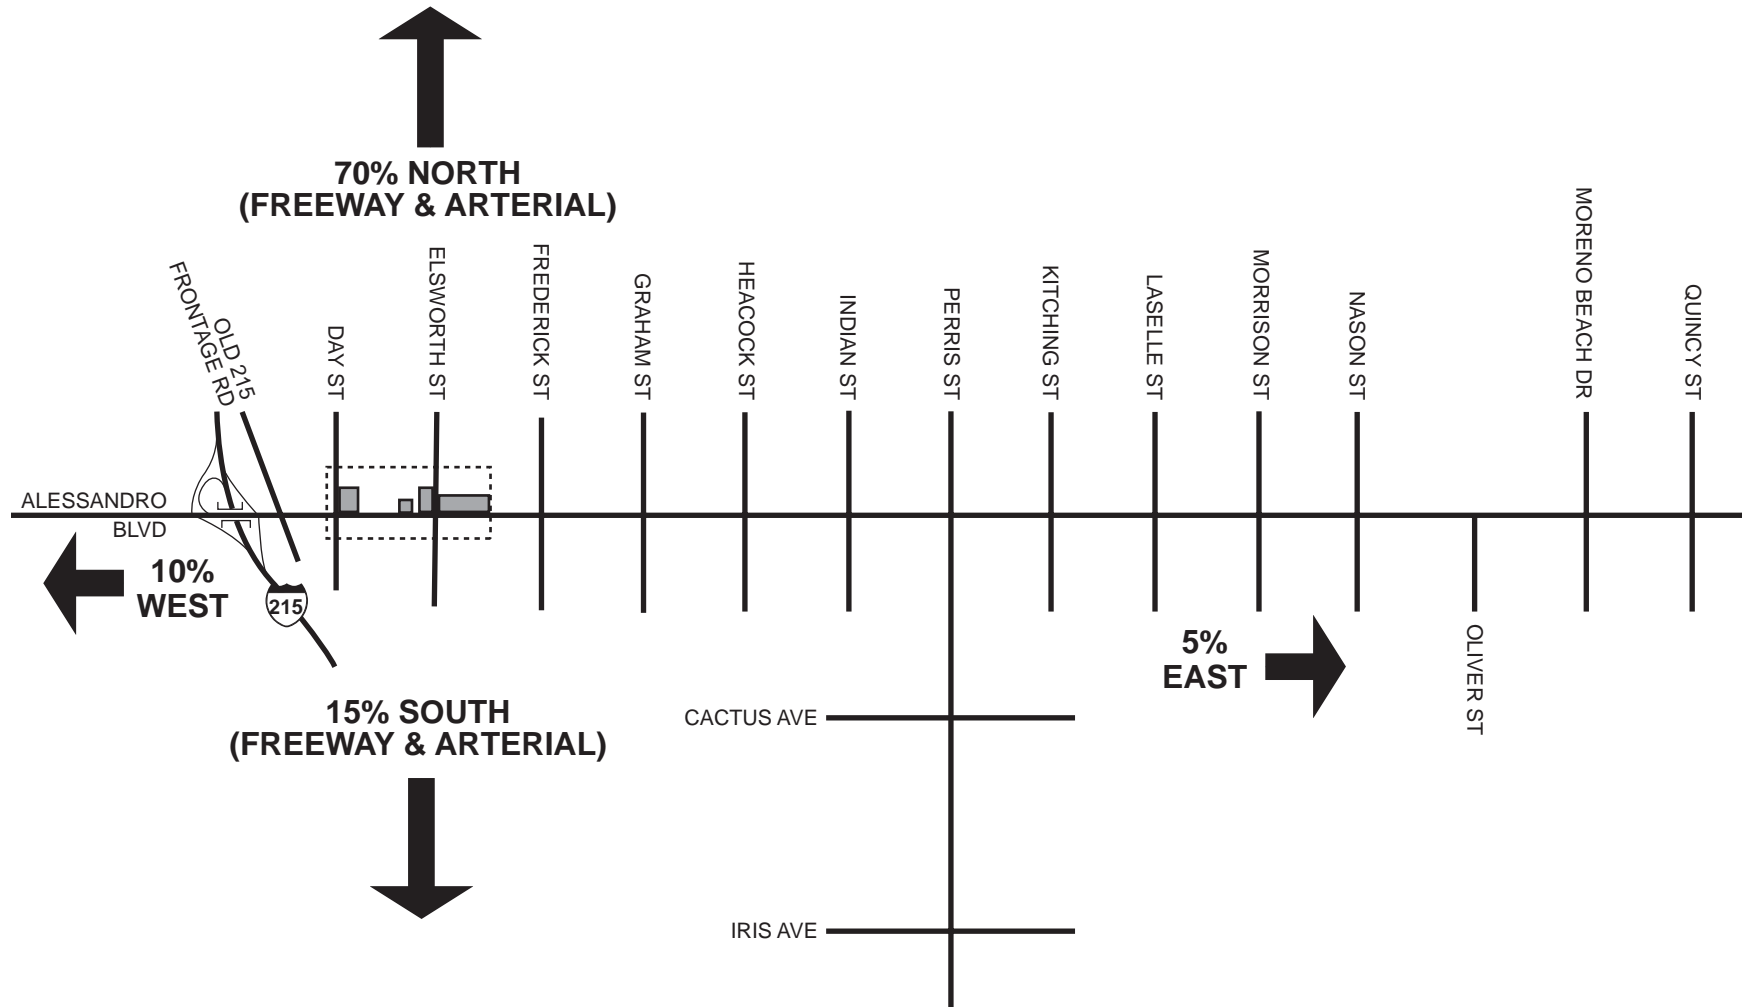 70% NORTH
(FREEWAY & ARTERIAL)
FRONTAGE RD
OLD 215
DAY ST
ELSWORTH ST
FREDERICK ST
GRAHAM ST
HEACOCK ST
INDIAN ST
PERRIS ST
KITCHING ST
LASELLE ST
MORRISON ST
NASON ST
MORENO BEACH DR
QUINCY ST
ALESSANDRO
BLVD
10%
WEST
215
5%
EAST
OLIVER ST
15% SOUTH
(FREEWAY & ARTERIAL)
CACTUS AVE
IRIS AVE